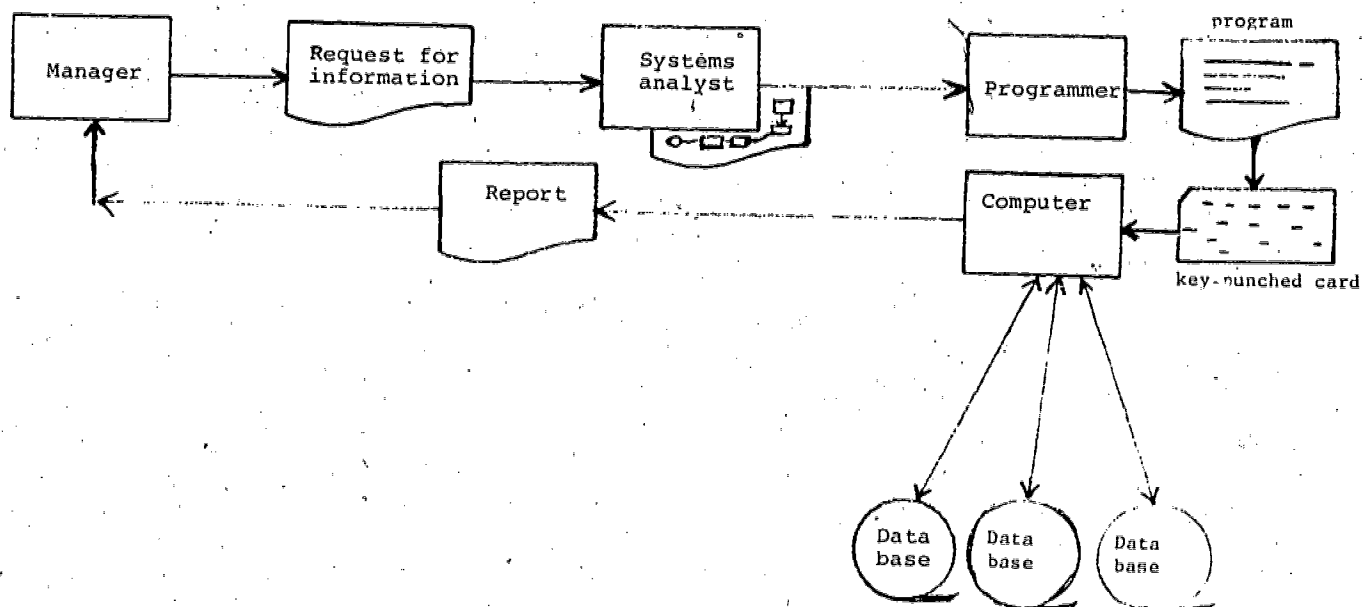 Manager
Request for
information
Systems
analyst
Programmer
program
Report
Computer
key-punched card
Data
base
Data
base
Data
base